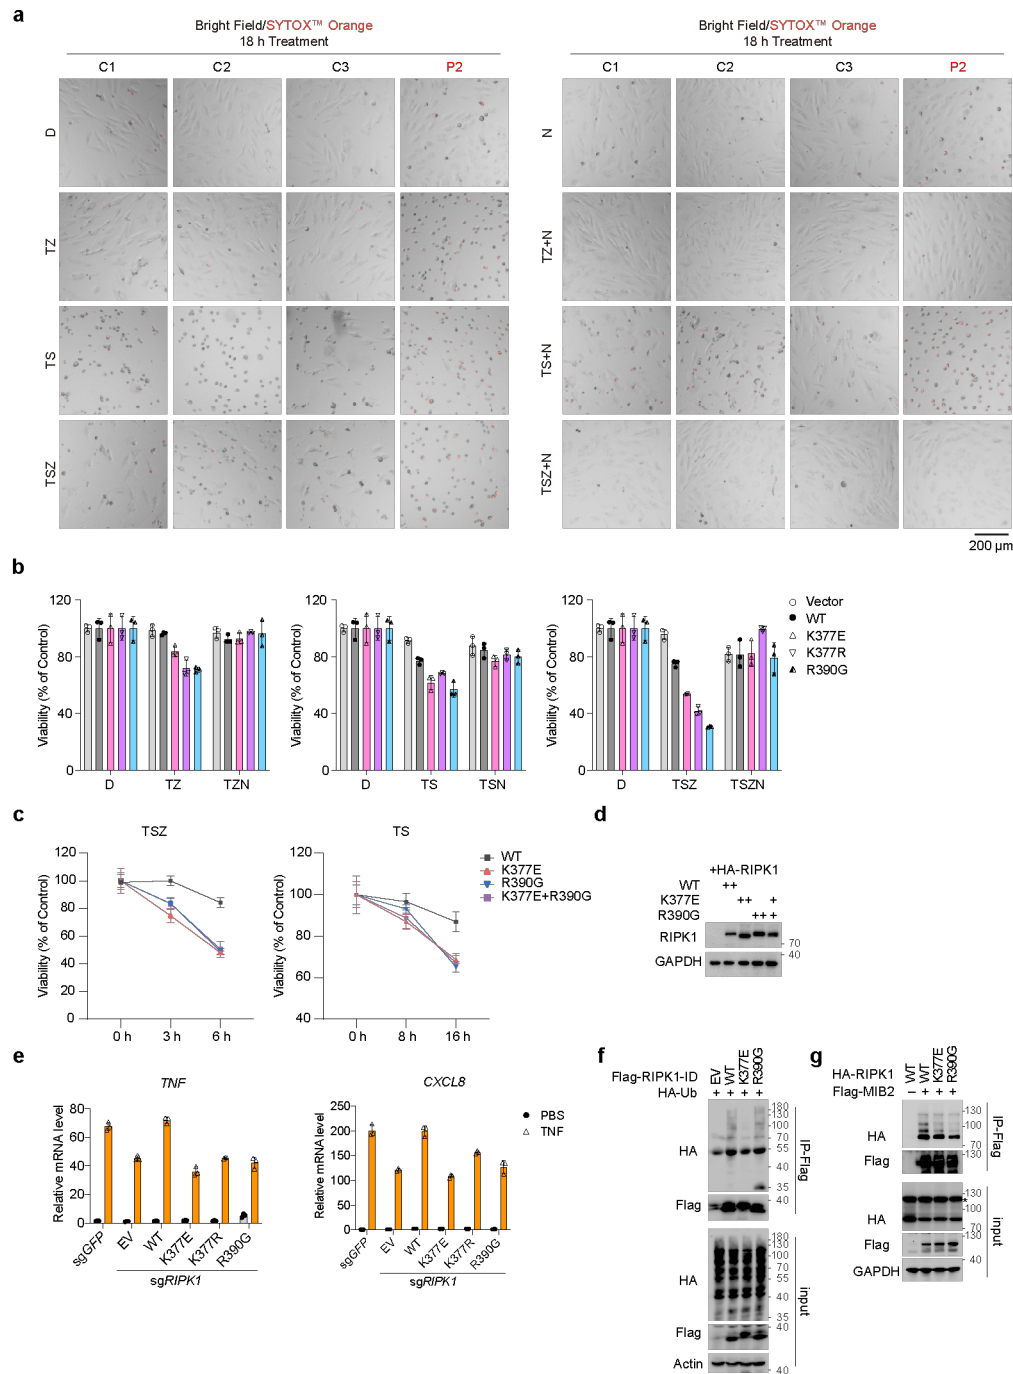 a
Bright Field/SYTOX™ Orange
18 h Treatment
C1 C2 C3 P2
D
TZ
TS
TSZ
Bright Field/SYTOX™ Orange
18 h Treatment
C1 C2 C3 P2
N
TZ+N
TS+N
TSZ+N
200 µm
b
Viability (% of Control)
120
80
40
0
D TZ TZN
Viability (% of Control)
120
80
40
0
D TS TSN
Viability (% of Control)
120
80
40
0
D TSZ TSZN
Vector
WT
K377E
K377R
R390G
c
TSZ
Viability (% of Control)
120
100
80
60
40
20
0
0 h 3 h 6 h
TS
Viability (% of Control)
120
100
80
60
40
0 h 8 h 16 h
WT
K377E
R390G
K377E+R390G
d
+HA-RIPK1
WT ++
K377E ++ +
R390G ++ +
RIPK1
70
GAPDH
40
e
TNF
Relative mRNA level
80
60
40
20
0
sgGFP EV WT K377E K377R R390G
sgRIPK1
CXCL8
Relative mRNA level
250
200
150
100
50
0
sgGFP EV WT K377E K377R R390G
sgRIPK1
PBS
TNF
f
Flag-RIPK1-ID EV WT K377E R390G
HA-Ub + + + +
HA
180
130
100
70
55
40
35
Flag
40
IP-Flag
HA
180
130
100
70
55
40
35
Flag
40
Actin
40
input
g
HA-RIPK1 WT WT K377E R390G
Flag-MIB2 − + + +
HA
130
100
70
Flag
130
IP-Flag
130
*
100
HA
70
Flag
130
100
GAPDH
40
input